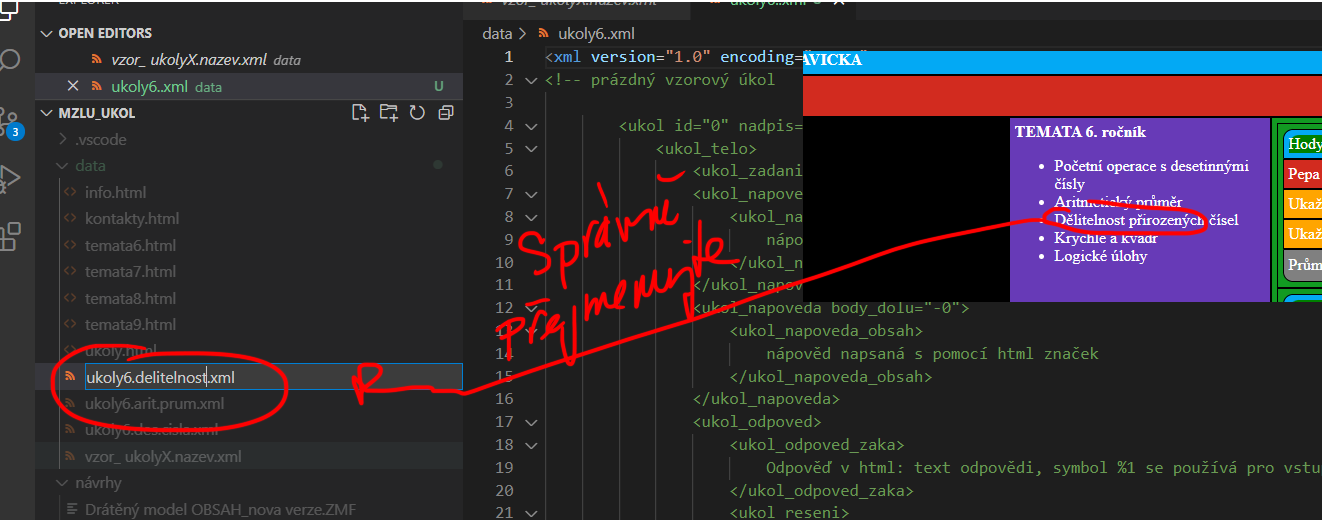 EXPLORER
OPEN EDITORS
vzor_ ukolyX.nazev.xml data
ukoly6..xml data U
MZLU_UKOL
.vscode
data
info.html
kontakty.html
temata6.html
temata7.html
temata8.html
temata9.html
ukoly.html
ukoly6.delitelnost.xml
ukoly6.arit.prum.xml
ukoly6.des.cisla.xml
vzor_ ukolyX.nazev.xml
návrhy
Drátěný model OBSAH_nova verze.ZMF
3
vzor_ ukolyX.nazev.xml
ukoly6..xml
data > ukoly6..xml
1 <xml version="1.0" encoding=
2 <!-- prázdný vzorový úkol
3
4 <ukol id="0" nadpis=
5 <ukol_telo>
6 <ukol_zadani
7 <ukol_napove
8 <ukol_na
9 nápo
10 </ukol_n
11 </ukol_napov
12 <ukol_napoveda body_dolu="-0">
13 <ukol_napoveda_obsah>
14 nápověd napsaná s pomocí html značek
15 </ukol_napoveda_obsah>
16 </ukol_napoveda>
17 <ukol_odpoved>
18 <ukol_odpoved_zaka>
19 Odpověď v html: text odpovědi, symbol %1 se používá pro vstu
20 </ukol_odpoved_zaka>
21 <ukol_reseni>
AVICKA
TEMATA 6. ročník
Početní operace s desetinnými
čísly
Aritmetický průměr
Dělitelnost přirozených čísel
Krychle a kvádr
Logické úlohy
Hody
Pepa
Ukaž
Ukaž
Prům
Správně
přejmenujte